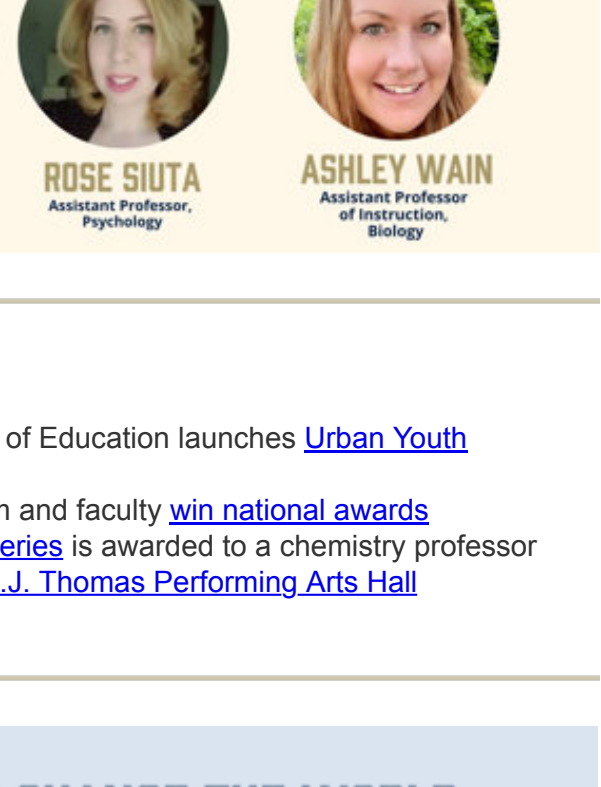 ROSE SIUTA
Assistant Professor,
Psychology
ASHLEY WAIN
Assistant Professor
of Instruction,
Biology
of Education launches Urban Youth
and faculty win national awards
eries is awarded to a chemistry professor
.J. Thomas Performing Arts Hall